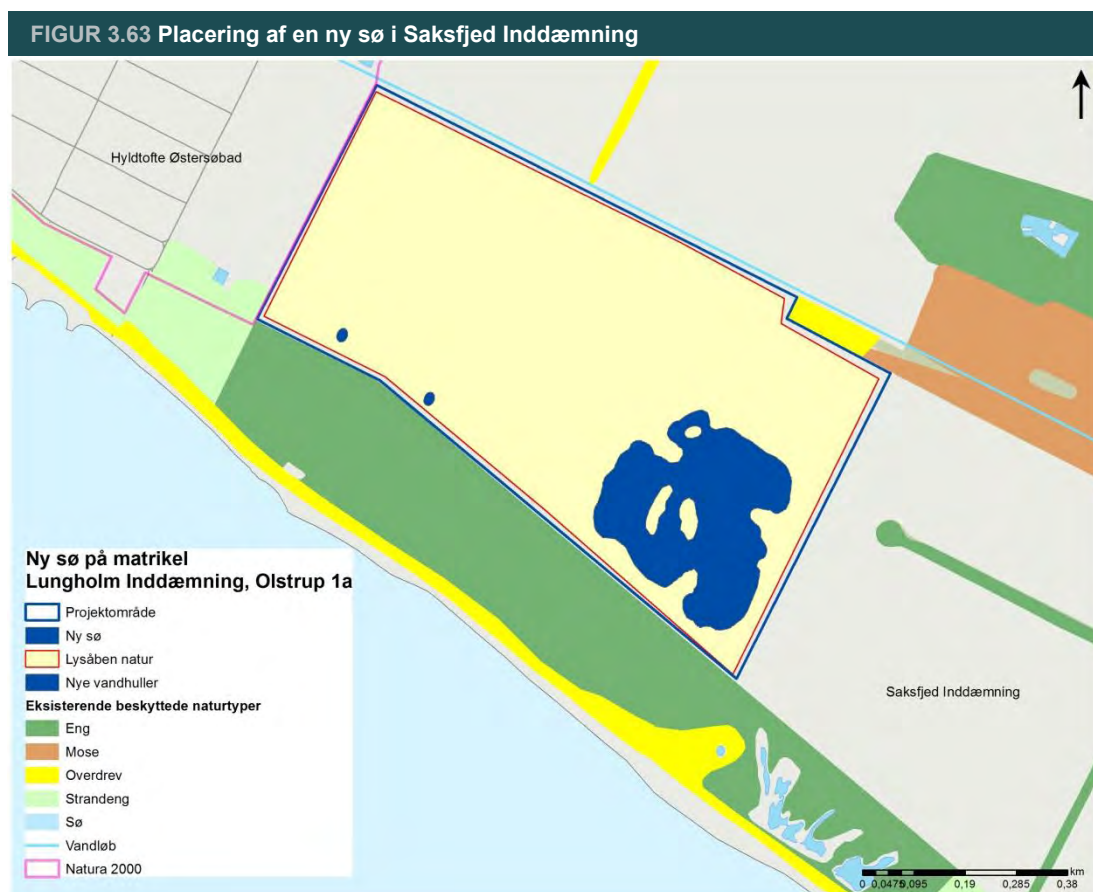 FIGUR 3.63 Placering af en ny sø i Saksfjed Inddæmning
Hyldtofte Østersøbad
Ny sø på matrikel
Lungholm Inddæmning, Olstrup 1a
Projektområde
Ny sø
Lysåben natur
Nye vandhuller
Eksisterende beskyttede naturtyper
Eng
Mose
Overdrev
Strandeng
Sø
Vandløb
Natura 2000
Saksfjed Inddæmning
km
0 0,0475 0,095 0,19 0,285 0,38